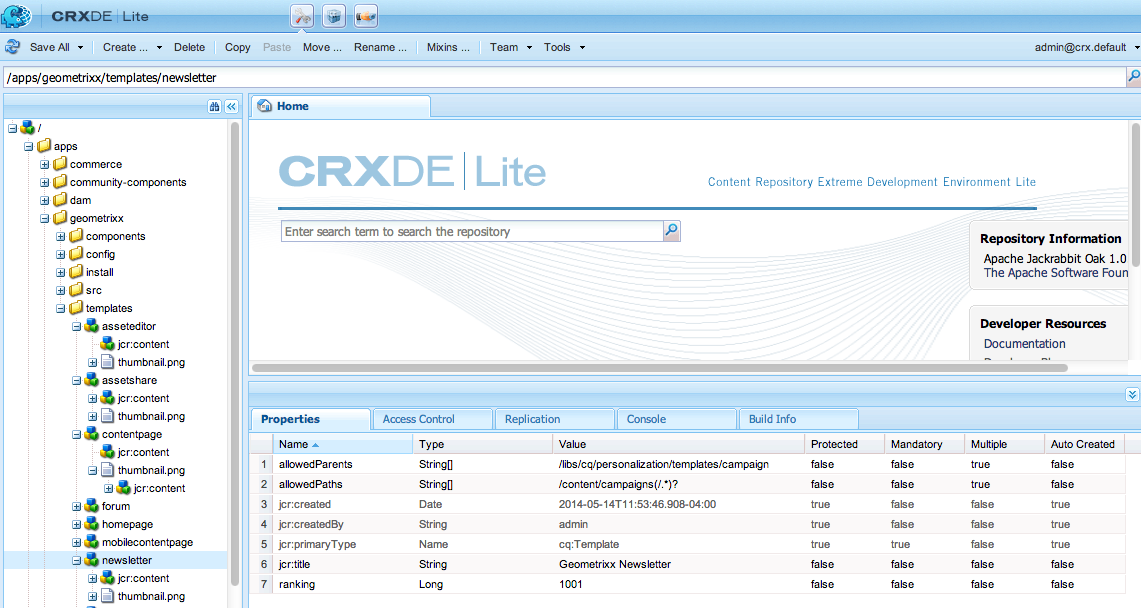 CRXDE | Lite
Save All Create ... Delete Copy Paste Move ... Rename ... Mixins ... Team Tools admin@crx.default
/apps/geometrixx/templates/newsletter
Home
/
apps
commerce
community-components
dam
geometrixx
components
config
install
src
templates
asseteditor
jcr:content
thumbnail.png
assetshare
jcr:content
thumbnail.png
contentpage
jcr:content
thumbnail.png
jcr:content
forum
homepage
mobilecontentpage
newsletter
jcr:content
thumbnail.png
CRXDE | Lite
Content Repository Extreme Development Environment Lite
Enter search term to search the repository
Repository Information
Apache Jackrabbit Oak 1.0
The Apache Software Foun
Developer Resources
Documentation
Properties Access Control Replication Console Build Info
Name Type Value Protected Mandatory Multiple Auto Created
1 allowedParents String[] /libs/cq/personalization/templates/campaign false false true false
2 allowedPaths String[] /content/campaigns(/.*)? false false true false
3 jcr:created Date 2014-05-14T11:53:46.908-04:00 true false false true
4 jcr:createdBy String admin true false false true
5 jcr:primaryType Name cq:Template true true false true
6 jcr:title String Geometrixx Newsletter false false false false
7 ranking Long 1001 false false false false